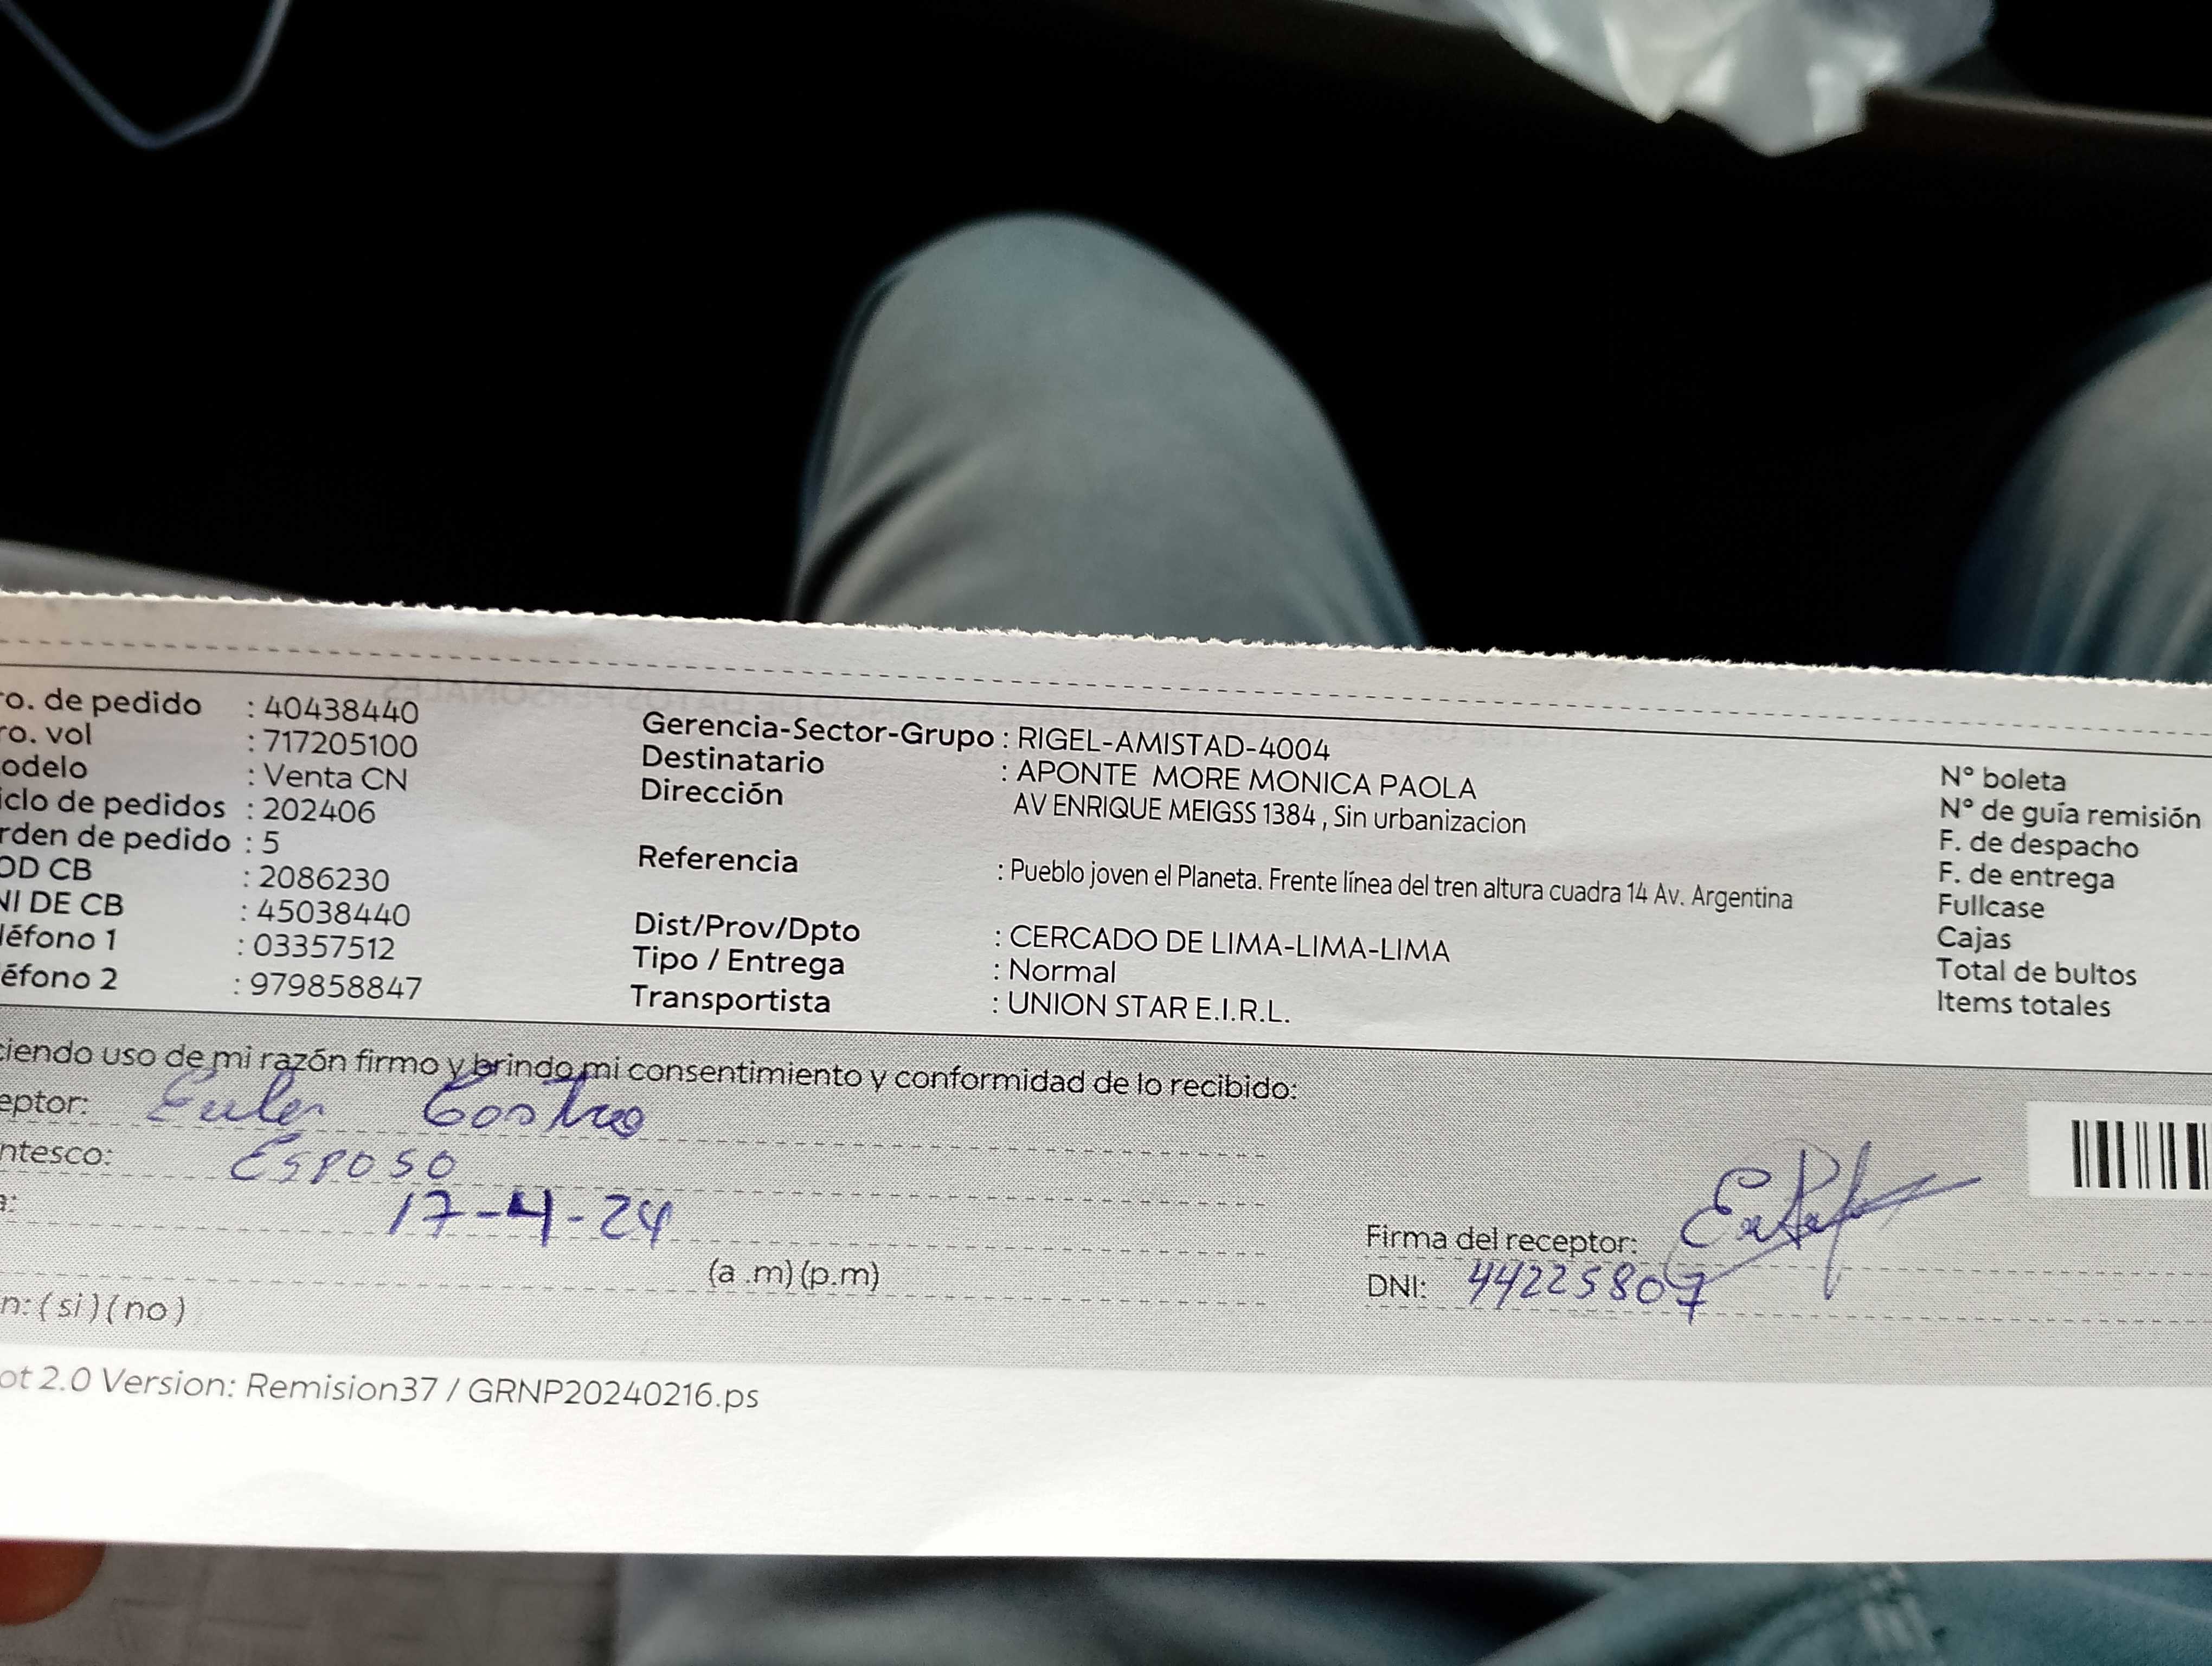 ro. de pedido : 40438440
ro. vol : 717205100
odelo : Venta CN
iclo de pedidos : 202406
rden de pedido : 5
OD CB : 2086230
NI DE CB : 45038440
léfono 1 : 03357512
éfono 2 : 979858847
Gerencia-Sector-Grupo : RIGEL-AMISTAD-4004
Destinatario : APONTE MORE MONICA PAOLA
Dirección AV ENRIQUE MEIGSS 1384 , Sin urbanizacion
Referencia : Pueblo joven el Planeta. Frente línea del tren altura cuadra 14 Av. Argentina
Dist/Prov/Dpto : CERCADO DE LIMA-LIMA-LIMA
Tipo / Entrega : Normal
Transportista : UNION STAR E.I.R.L.
N° boleta
N° de guía remisión
F. de despacho
F. de entrega
Fullcase
Cajas
Total de bultos
Items totales
ciendo uso de mi razón firmo y brindo mi consentimiento y conformidad de lo recibido:
eptor: Euler Castro
ntesco: Esposo
a: 17-4-24
(a .m) (p.m)
n: ( si ) ( no )
Firma del receptor:
DNI: 44225807
ot 2.0 Version: Remision37 / GRNP20240216.ps